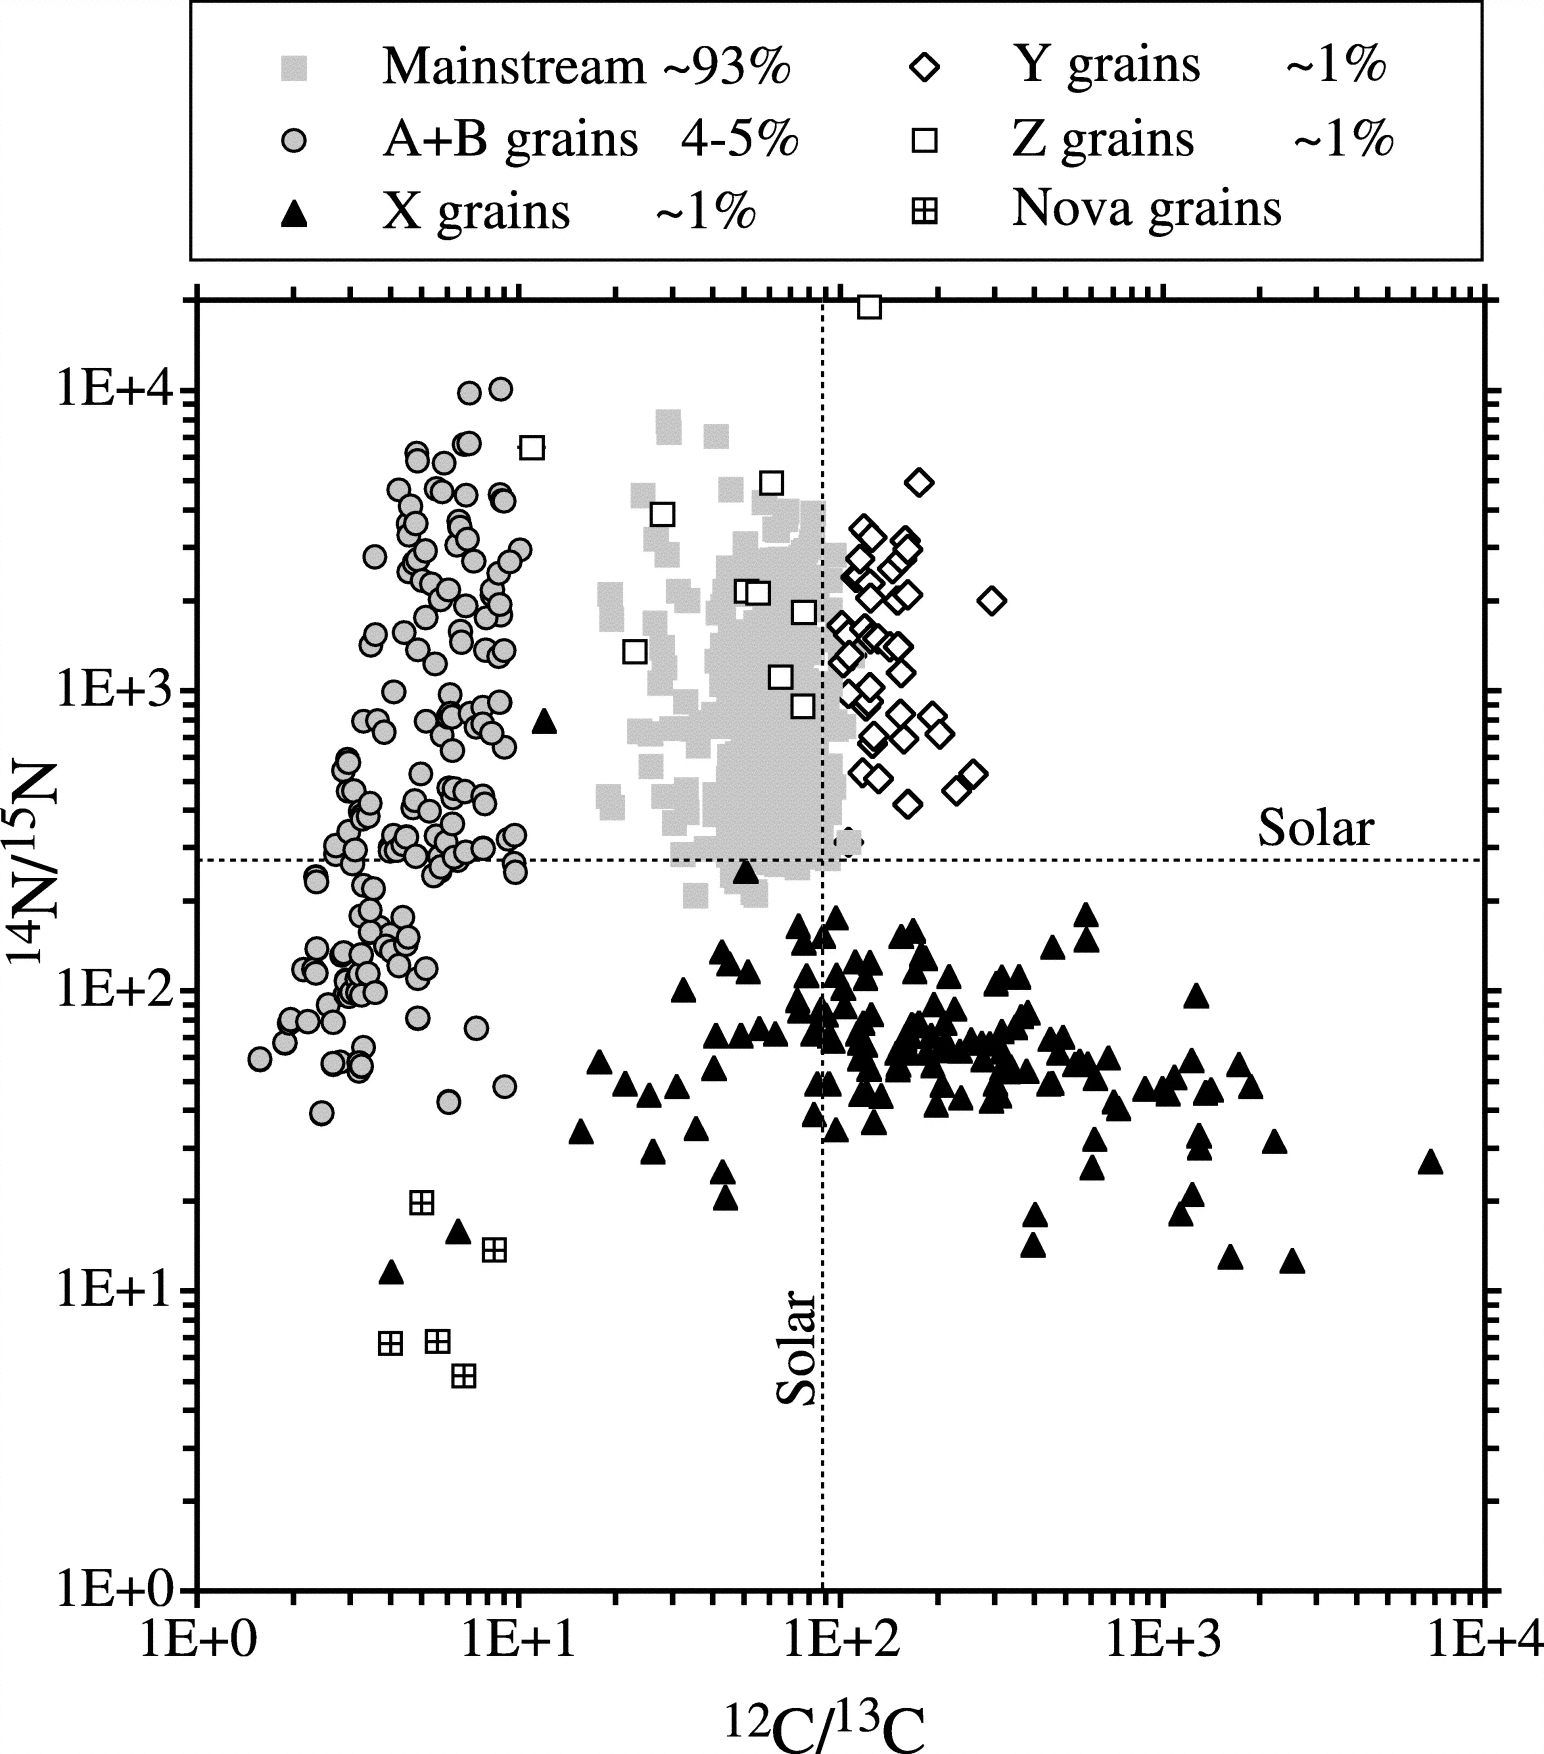 Mainstream ~93%
Y grains ~1%
A+B grains 4-5%
Z grains ~1%
X grains ~1%
Nova grains
1E+4
1E+3
1E+2
1E+1
1E+0
14N/15N
Solar
Solar
1E+0 1E+1 1E+2 1E+3 1E+4
12C/13C